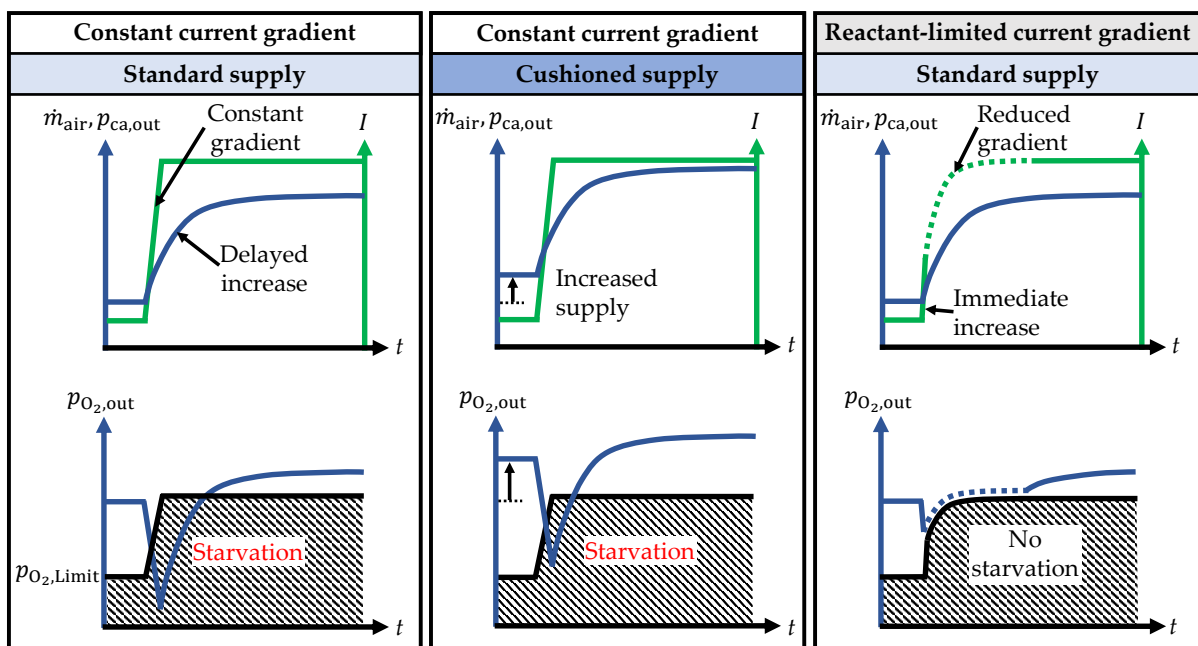 Constant current gradient
Standard supply
ṁair, pca,out
Constant
gradient
I
Delayed
increase
t
pO2,out
Starvation
pO2,Limit
t
Constant current gradient
Cushioned supply
ṁair, pca,out
I
Increased
supply
t
pO2,out
Starvation
t
Reactant-limited current gradient
Standard supply
ṁair, pca,out
Reduced
gradient
I
Immediate
increase
t
pO2,out
No
starvation
t